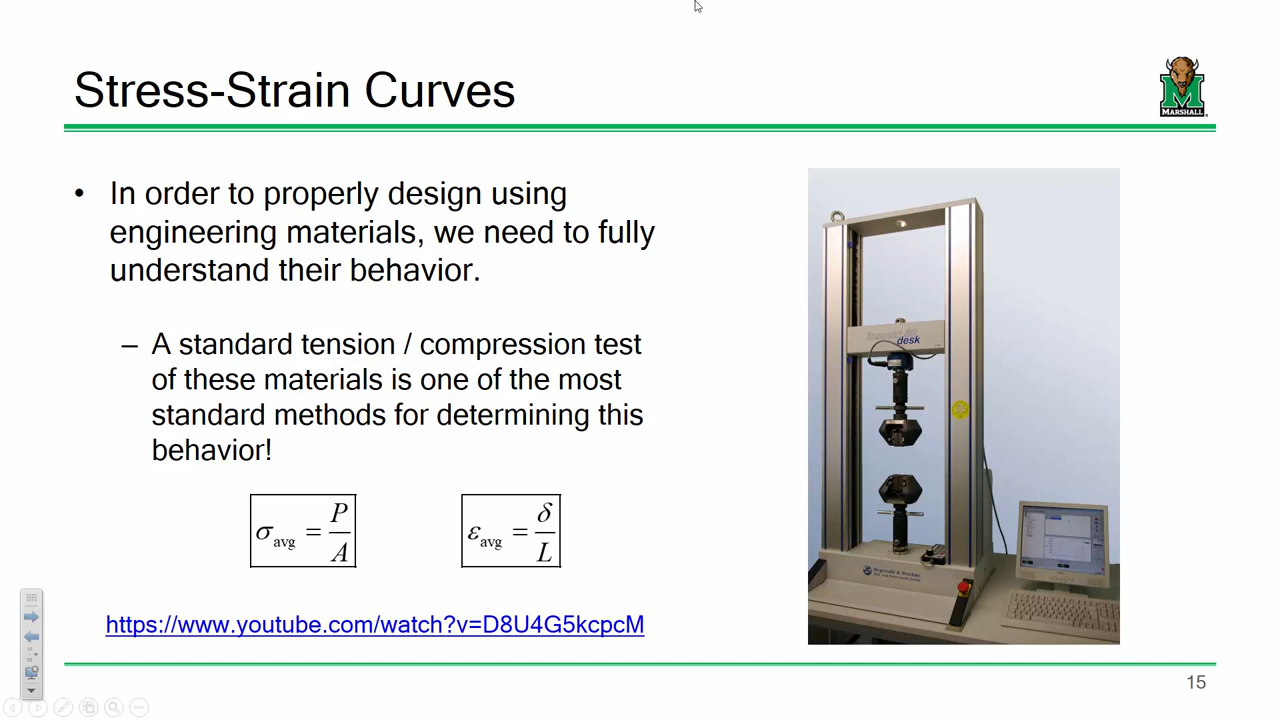 Stress-Strain Curves
MARSHALL
• In order to properly design using
engineering materials, we need to fully
understand their behavior.
– A standard tension / compression test
of these materials is one of the most
standard methods for determining this
behavior!
σavg = P/A
εavg = δ/L
https://www.youtube.com/watch?v=D8U4G5kcpcM
desk
Hegewald & Peschke
15